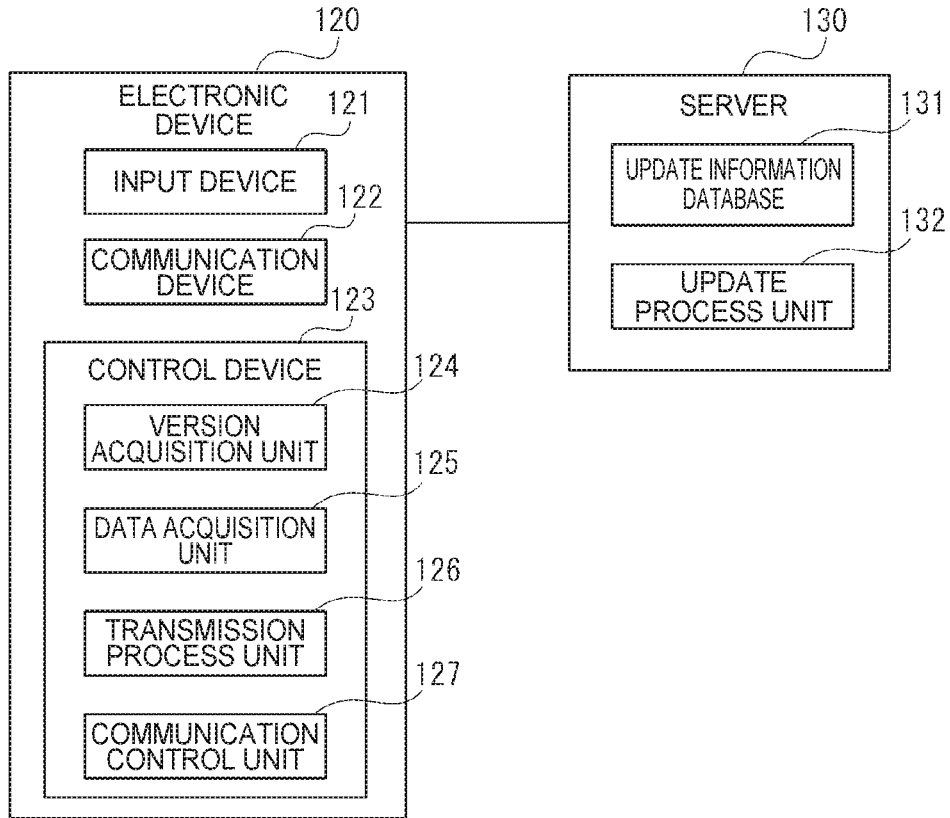 120
ELECTRONIC
DEVICE
121
INPUT DEVICE
122
COMMUNICATION
DEVICE
123
CONTROL DEVICE
124
VERSION
ACQUISITION UNIT
125
DATA ACQUISITION
UNIT
126
TRANSMISSION
PROCESS UNIT
127
COMMUNICATION
CONTROL UNIT
130
SERVER
131
UPDATE INFORMATION
DATABASE
132
UPDATE
PROCESS UNIT